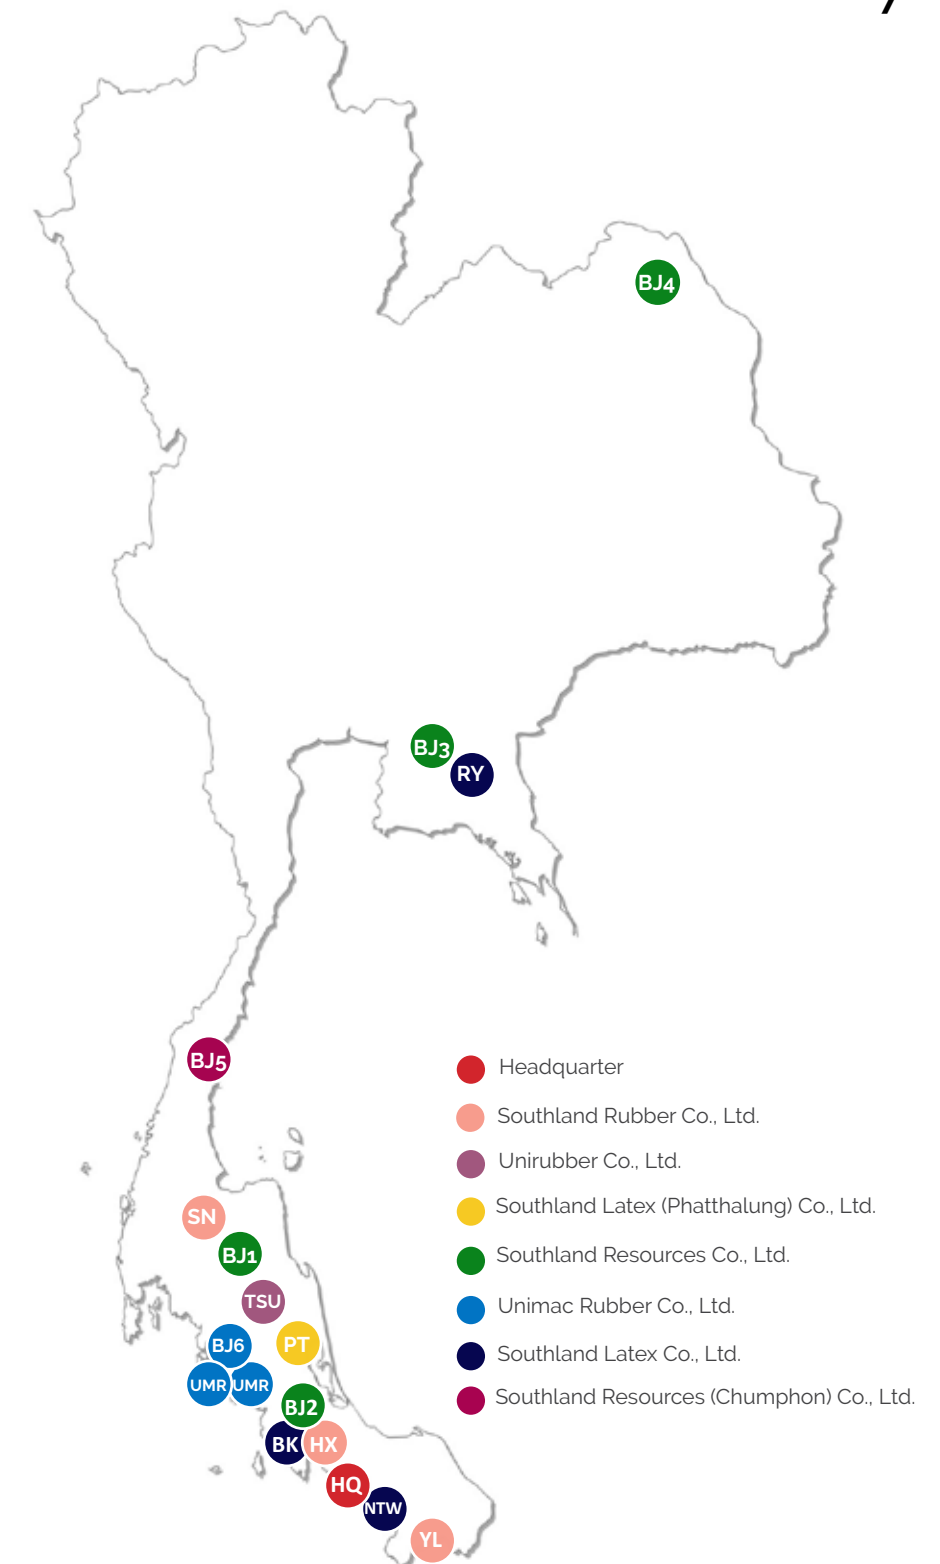 BJ4
BJ3
RY
BJ5
Headquarter
Southland Rubber Co., Ltd.
Unirubber Co., Ltd.
Southland Latex (Phatthalung) Co., Ltd.
Southland Resources Co., Ltd.
Unimac Rubber Co., Ltd.
Southland Latex Co., Ltd.
Southland Resources (Chumphon) Co., Ltd.
SN
BJ1
TSU
BJ6
PT
UMR
UMR
BJ2
BK
HX
HQ
NTW
YL